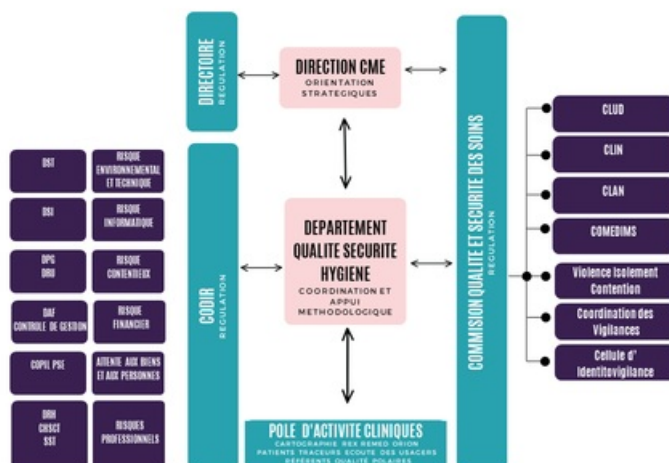 DIRECTOIRE
REGULATION
DIRECTION CME
ORIENTATION
STRATEGIQUES
CODIR
REGULATION
DEPARTEMENT
QUALITE SECURITE
HYGIENE
COORDINATION ET
APPUI
METHODOLOGIQUE
COMMISION QUALITE ET SECURITE DES SOINS
REGULATION
DST
RISQUE
ENVIRONNEMENTAL
ET TECHNIQUE
DSI
RISQUE
INFORMATIQUE
DPG
DRU
RISQUE
CONTENTIEUX
DAF
CONTROLE DE GESTION
RISQUE
FINANCIER
COPIL PSE
ATTENTE AUX BIENS
ET AUX PERSONNES
DRH
CHSCT
SST
RISQUES
PROFESSIONNELS
CLUD
CLIN
CLAN
COMEDIMS
Violence Isolement
Contention
Coordination des
Vigilances
Cellule d'
Identitovigilance
POLE D'ACTIVITE CLINIQUES
CARTOGRAPHIE REX REMED ORION
PATIENTS TRACEURS ECOUTE DES USAGERS
RÉFÉRENTS QUALITÉ POLAIRES